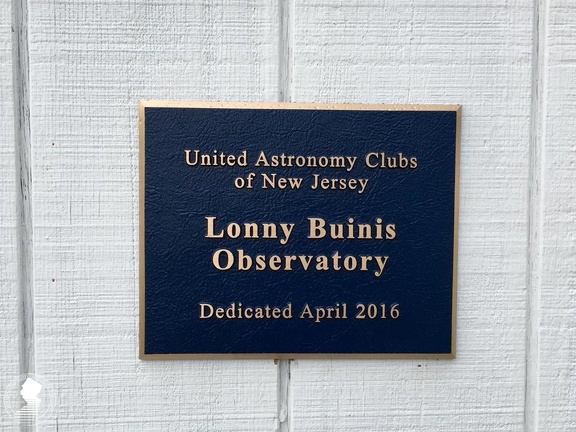 United Astronomy Clubs
of New Jersey
Lonny Buinis
Observatory
Dedicated April 2016